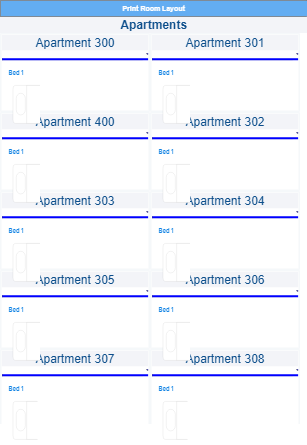 Print Room Layout
Apartments
Apartment 300 Apartment 301
Bed 1 Bed 1
Apartment 400 Apartment 302
Bed 1 Bed 1
Apartment 303 Apartment 304
Bed 1 Bed 1
Apartment 305 Apartment 306
Bed 1 Bed 1
Apartment 307 Apartment 308
Bed 1 Bed 1